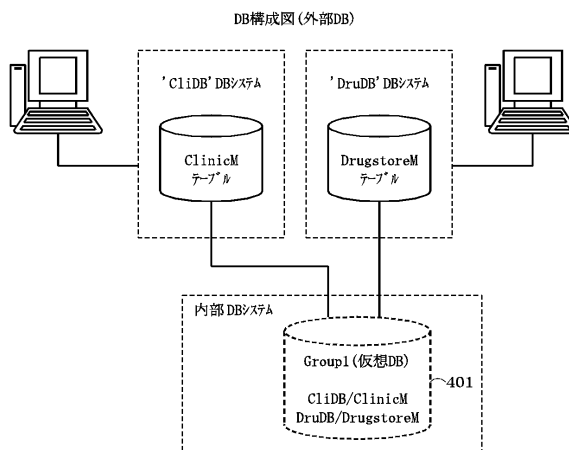 DB構成図(外部DB)
'CliDB'DBシステム
'DruDB'DBシステム
ClinicM
テーブル
DrugstoreM
テーブル
内部DBシステム
Group1(仮想DB)
401
CliDB/ClinicM
DruDB/DrugstoreM